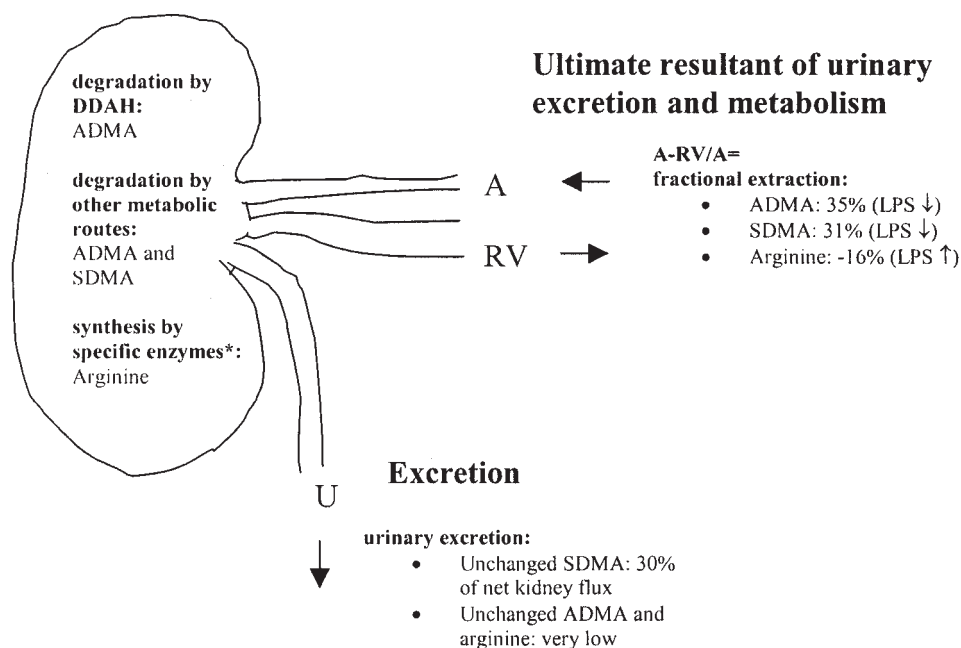 degradation by
DDAH:
ADMA
degradation by
other metabolic
routes:
ADMA and
SDMA
synthesis by
specific enzymes*:
Arginine
Ultimate resultant of urinary
excretion and metabolism
A
RV
A-RV/A=
fractional extraction:
• ADMA: 35% (LPS ↓)
• SDMA: 31% (LPS ↓)
• Arginine: -16% (LPS ↑)
U
Excretion
urinary excretion:
• Unchanged SDMA: 30%
of net kidney flux
• Unchanged ADMA and
arginine: very low